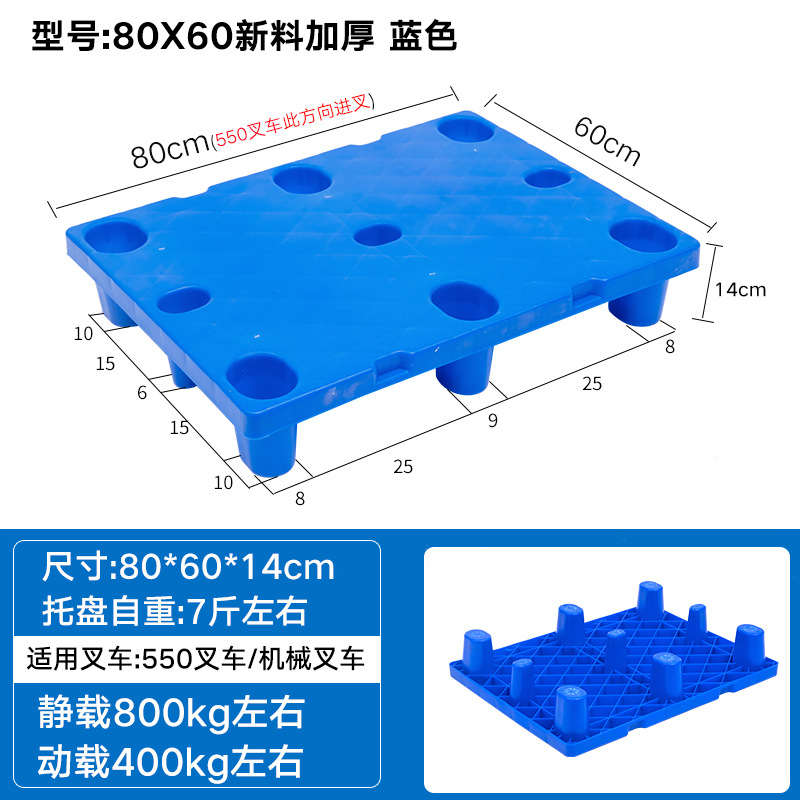 型号:80X60新料加厚 蓝色
80cm(550叉车此方向进叉)
60cm
14cm
10
15
6
15
10
8
25
9
25
8
尺寸:80*60*14cm
托盘自重:7斤左右
适用叉车:550叉车/机械叉车
静载800kg左右
动载400kg左右